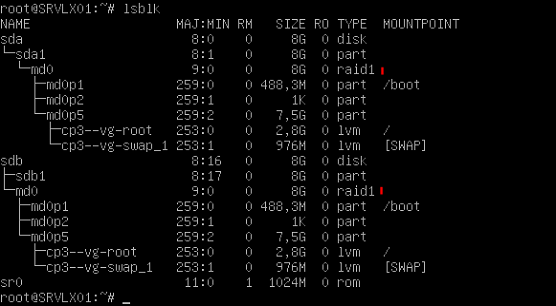 root@SRVLX01:~# lsblk
NAME MAJ:MIN RM SIZE RO TYPE MOUNTPOINT
sda 8:0 0 8G 0 disk
└─sda1 8:1 0 8G 0 part
└─md0 9:0 0 8G 0 raid1
├─md0p1 259:0 0 488,3M 0 part /boot
├─md0p2 259:1 0 1K 0 part
└─md0p5 259:2 0 7,5G 0 part
├─cp3--vg-root 253:0 0 2,8G 0 lvm /
└─cp3--vg-swap_1 253:1 0 976M 0 lvm [SWAP]
sdb 8:16 0 8G 0 disk
├─sdb1 8:17 0 8G 0 part
└─md0 9:0 0 8G 0 raid1
├─md0p1 259:0 0 488,3M 0 part /boot
├─md0p2 259:1 0 1K 0 part
└─md0p5 259:2 0 7,5G 0 part
├─cp3--vg-root 253:0 0 2,8G 0 lvm /
└─cp3--vg-swap_1 253:1 0 976M 0 lvm [SWAP]
sr0 11:0 1 1024M 0 rom
root@SRVLX01:~# _